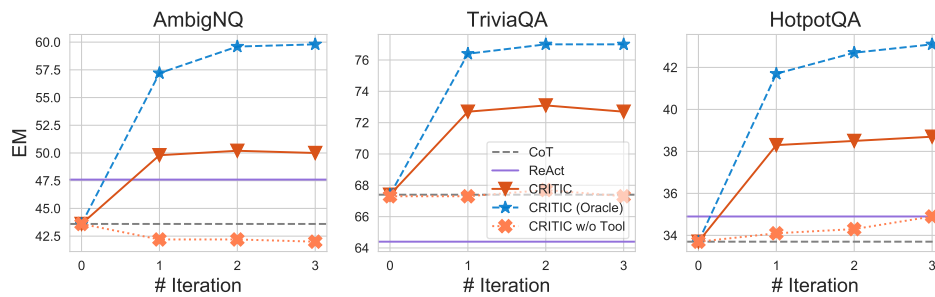 AmbigNQ
TriviaQA
HotpotQA
EM
60.0
57.5
55.0
52.5
50.0
47.5
45.0
42.5
0 1 2 3
# Iteration
76
74
72
70
68
66
64
0 1 2 3
# Iteration
CoT
ReAct
CRITIC
CRITIC (Oracle)
CRITIC w/o Tool
42
40
38
36
34
0 1 2 3
# Iteration